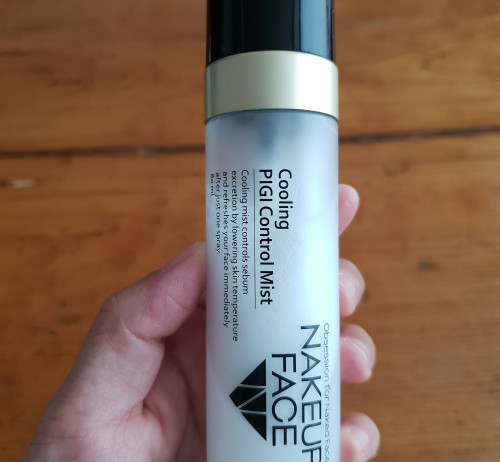 Cooling
PIGI Control Mist
Cooling mist controls sebum
excretion by lowering skin temperature
and refreshes your face immediately
after just one spray.
Obsession for Naked Face
NAKEUP
FACE